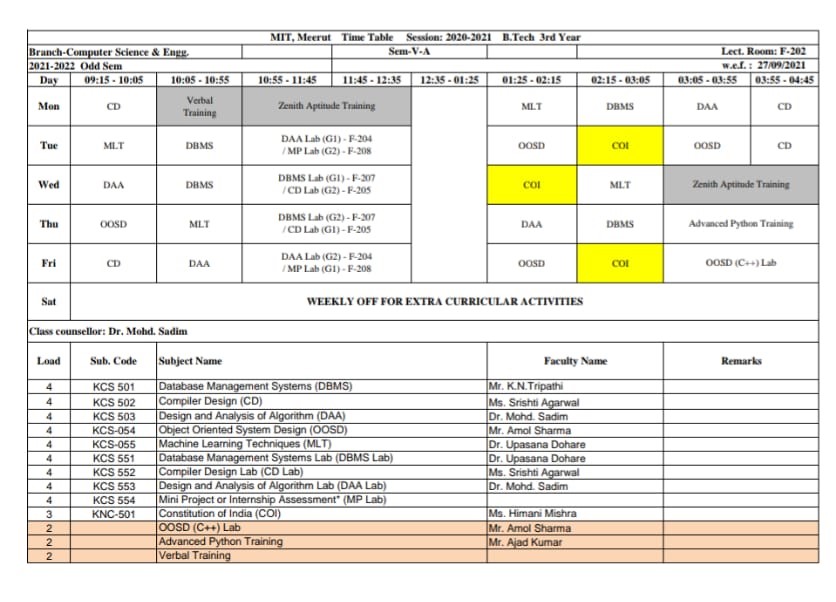 MIT, Meerut Time Table Session: 2020-2021 B.Tech 3rd Year
Branch-Computer Science & Engg. Sem-V-A Lect. Room: F-202
2021-2022 Odd Sem w.e.f. : 27/09/2021
Day 09:15 - 10:05 10:05 - 10:55 10:55 - 11:45 11:45 - 12:35 12:35 - 01:25 01:25 - 02:15 02:15 - 03:05 03:05 - 03:55 03:55 - 04:45
Mon CD Verbal Training Zenith Aptitude Training MLT DBMS DAA CD
Tue MLT DBMS DAA Lab (G1) - F-204 / MP Lab (G2) - F-208 OOSD COI OOSD CD
Wed DAA DBMS DBMS Lab (G1) - F-207 / CD Lab (G2) - F-205 COI MLT Zenith Aptitude Training
Thu OOSD MLT DBMS Lab (G2) - F-207 / CD Lab (G1) - F-205 DAA DBMS Advanced Python Training
Fri CD DAA DAA Lab (G2) - F-204 / MP Lab (G1) - F-208 OOSD COI OOSD (C++) Lab
Sat WEEKLY OFF FOR EXTRA CURRICULAR ACTIVITIES
Class counsellor: Dr. Mohd. Sadim
Load Sub. Code Subject Name Faculty Name Remarks
4 KCS 501 Database Management Systems (DBMS) Mr. K.N.Tripathi
4 KCS 502 Compiler Design (CD) Ms. Srishti Agarwal
4 KCS 503 Design and Analysis of Algorithm (DAA) Dr. Mohd. Sadim
4 KCS-054 Object Oriented System Design (OOSD) Mr. Amol Sharma
4 KCS-055 Machine Learning Techniques (MLT) Dr. Upasana Dohare
4 KCS 551 Database Management Systems Lab (DBMS Lab) Dr. Upasana Dohare
4 KCS 552 Compiler Design Lab (CD Lab) Ms. Srishti Agarwal
4 KCS 553 Design and Analysis of Algorithm Lab (DAA Lab) Dr. Mohd. Sadim
4 KCS 554 Mini Project or Internship Assessment* (MP Lab)
3 KNC-501 Constitution of India (COI) Ms. Himani Mishra
2 OOSD (C++) Lab Mr. Amol Sharma
2 Advanced Python Training Mr. Ajad Kumar
2 Verbal Training